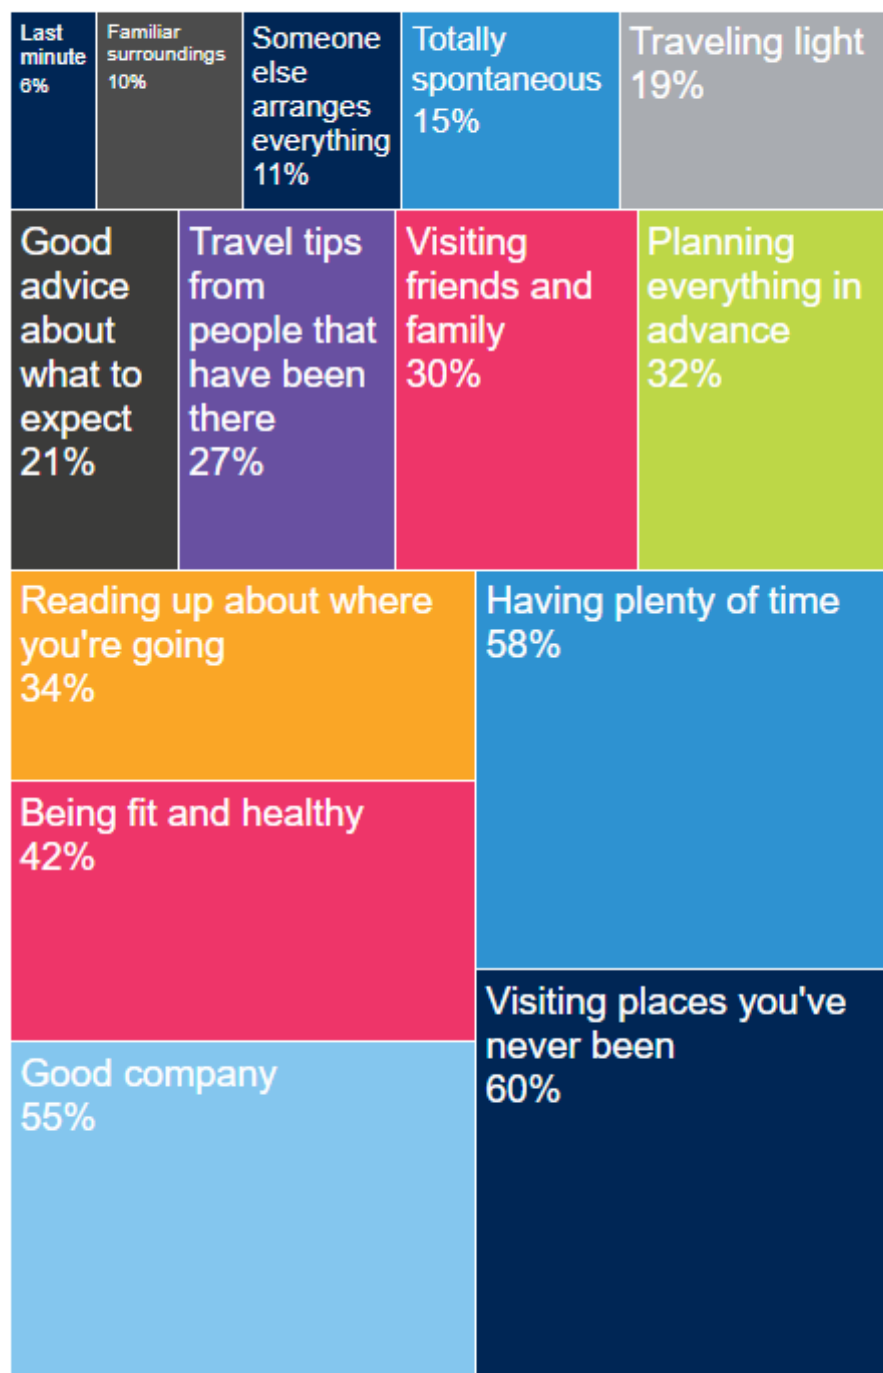 Last
minute
6%
Familiar
surroundings
10%
Someone
else
arranges
everything
11%
Totally
spontaneous
15%
Traveling light
19%
Good
advice
about
what to
expect
21%
Travel tips
from
people that
have been
there
27%
Visiting
friends and
family
30%
Planning
everything in
advance
32%
Reading up about where
you're going
34%
Having plenty of time
58%
Being fit and healthy
42%
Visiting places you've
never been
60%
Good company
55%